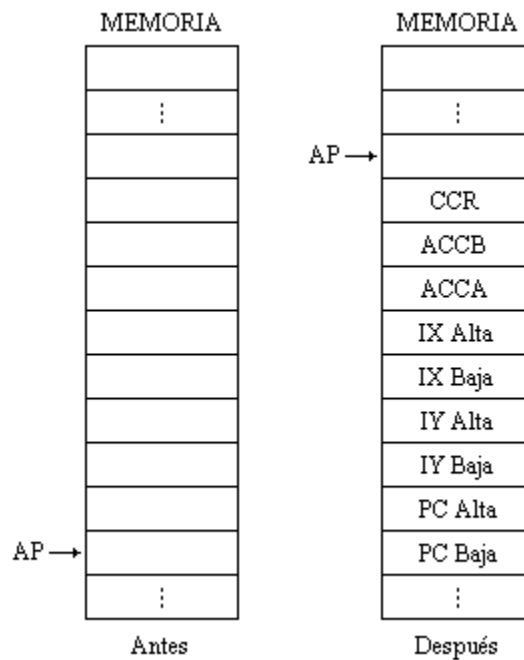 MEMORIA
⋮
AP
⋮
Antes
MEMORIA
⋮
AP
CCR
ACCB
ACCA
IX Alta
IX Baja
IY Alta
IY Baja
PC Alta
PC Baja
⋮
Después